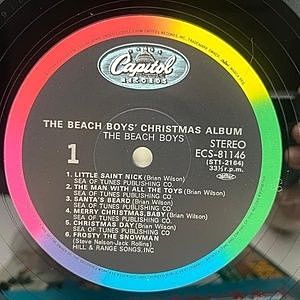 Capitol
RECORDS
THE BEACH BOYS' CHRISTMAS ALBUM
THE BEACH BOYS
1
STEREO
ECS-81146
(ST1-2164)
33⅓ r.p.m.
1. LITTLE SAINT NICK (Brian Wilson)
SEA OF TUNES PUBLISHING CO.
2. THE MAN WITH ALL THE TOYS (Brian Wilson)
SEA OF TUNES PUBLISHING CO
3. SANTA'S BEARD (Brian Wilson)
SEA OF TUNES PUBLISHING CO
4. MERRY CHRISTMAS, BABY (Brian Wilson)
SEA OF TUNES PUBLISHING CO
5. CHRISTMAS DAY (Brian Wilson)
SEA OF TUNES PUBLISHING CO
6. FROSTY THE SNOWMAN
(Steve Nelson-Jack Rollins)
HILL & RANGE SONGS, INC